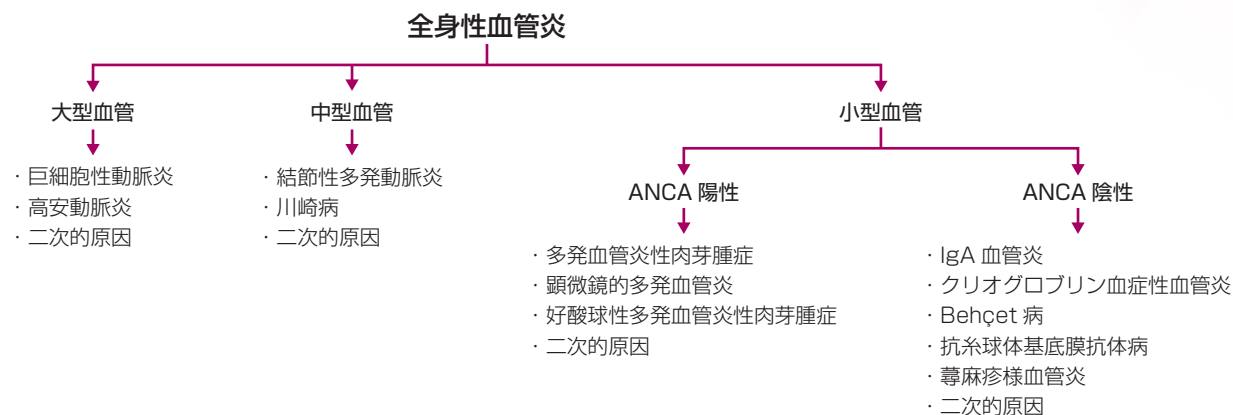 全身性血管炎
大型血管
中型血管
小型血管
・巨細胞性動脈炎
・高安動脈炎
・二次的原因
・結節性多発動脈炎
・川崎病
・二次的原因
ANCA 陽性
ANCA 陰性
・多発血管炎性肉芽腫症
・顕微鏡的多発血管炎
・好酸球性多発血管炎性肉芽腫症
・二次的原因
・IgA 血管炎
・クリオグロブリン血症性血管炎
・Behçet 病
・抗糸球体基底膜抗体病
・蕁麻疹様血管炎
・二次的原因